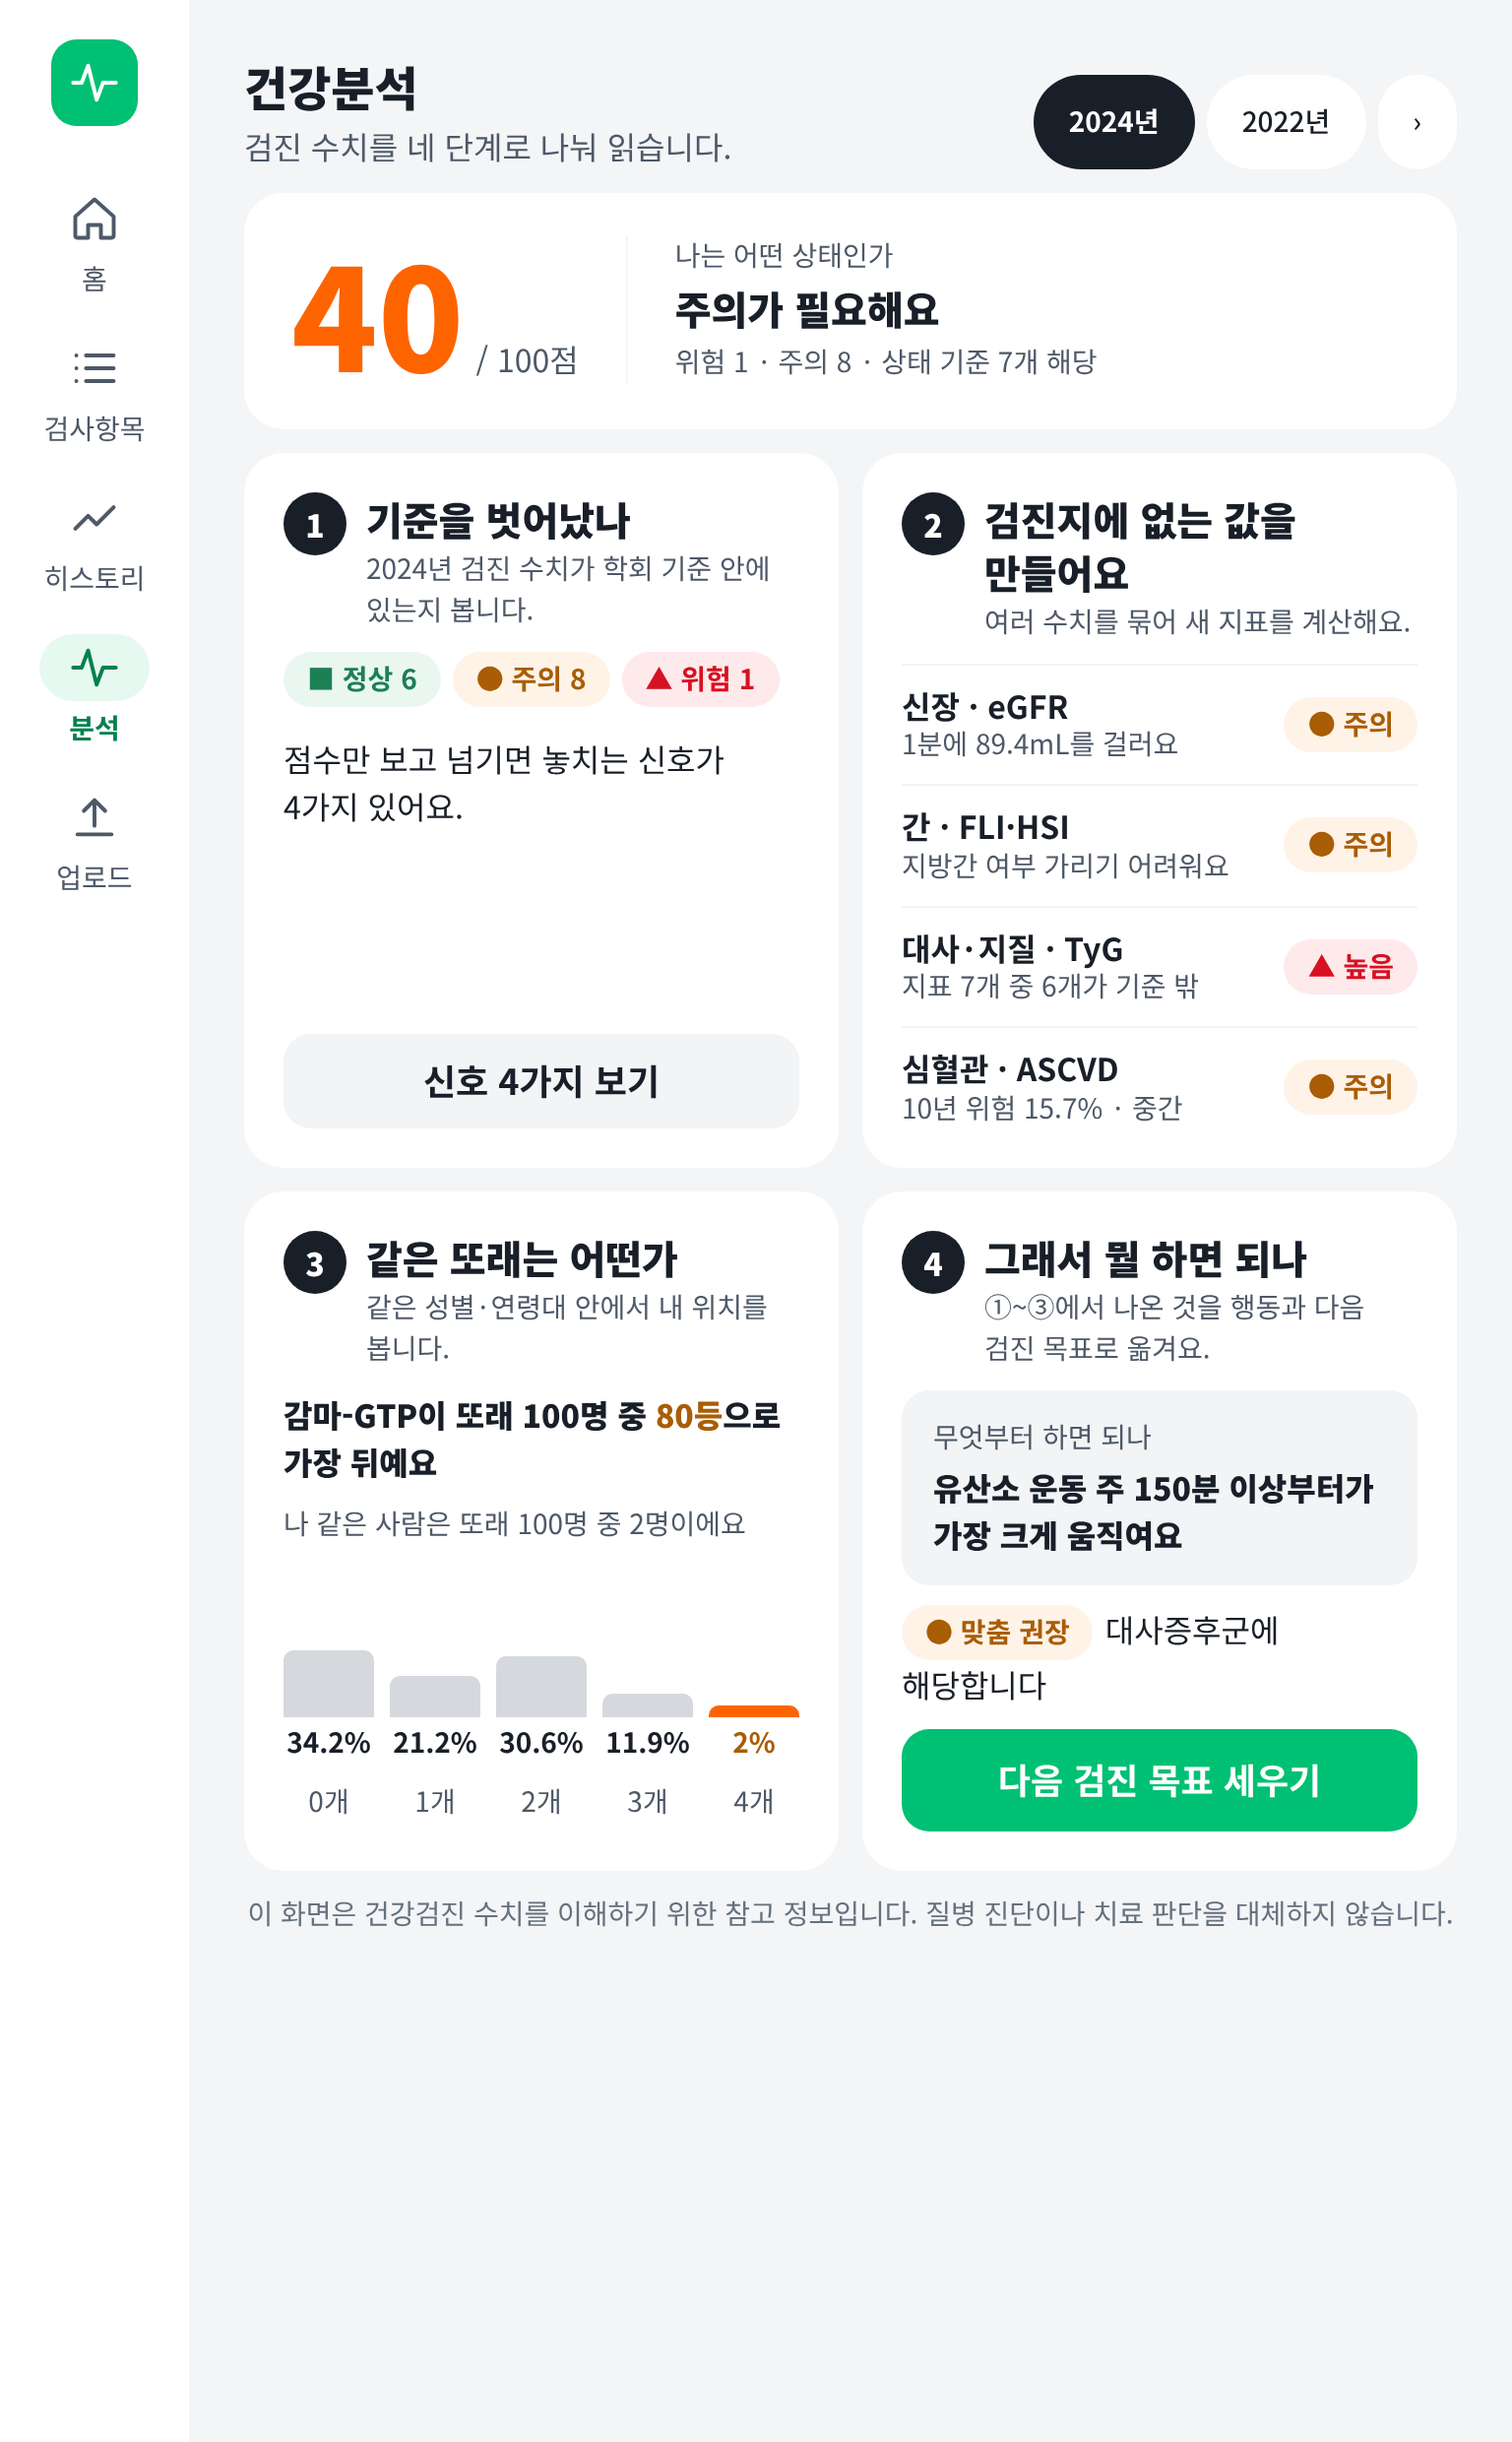 홈
검사항목
히스토리
분석
업로드
건강분석
검진 수치를 네 단계로 나눠 읽습니다.
2024년
2022년
›
40 / 100점
나는 어떤 상태인가
주의가 필요해요
위험 1 · 주의 8 · 상태 기준 7개 해당
1 기준을 벗어났나
2024년 검진 수치가 학회 기준 안에
있는지 봅니다.
■ 정상 6 ● 주의 8 ▲ 위험 1
점수만 보고 넘기면 놓치는 신호가
4가지 있어요.
신호 4가지 보기
2 검진지에 없는 값을
만들어요
여러 수치를 묶어 새 지표를 계산해요.
신장 · eGFR
1분에 89.4mL를 걸러요
● 주의
간 · FLI·HSI
지방간 여부 가리기 어려워요
● 주의
대사·지질 · TyG
지표 7개 중 6개가 기준 밖
▲ 높음
심혈관 · ASCVD
10년 위험 15.7% · 중간
● 주의
3 같은 또래는 어떤가
같은 성별·연령대 안에서 내 위치를
봅니다.
감마-GTP이 또래 100명 중 80등으로
가장 뒤예요
나 같은 사람은 또래 100명 중 2명이에요
34.2% 21.2% 30.6% 11.9% 2%
0개 1개 2개 3개 4개
4 그래서 뭘 하면 되나
①~③에서 나온 것을 행동과 다음
검진 목표로 옮겨요.
무엇부터 하면 되나
유산소 운동 주 150분 이상부터가
가장 크게 움직여요
● 맞춤 권장 대사증후군에
해당합니다
다음 검진 목표 세우기
이 화면은 건강검진 수치를 이해하기 위한 참고 정보입니다. 질병 진단이나 치료 판단을 대체하지 않습니다.